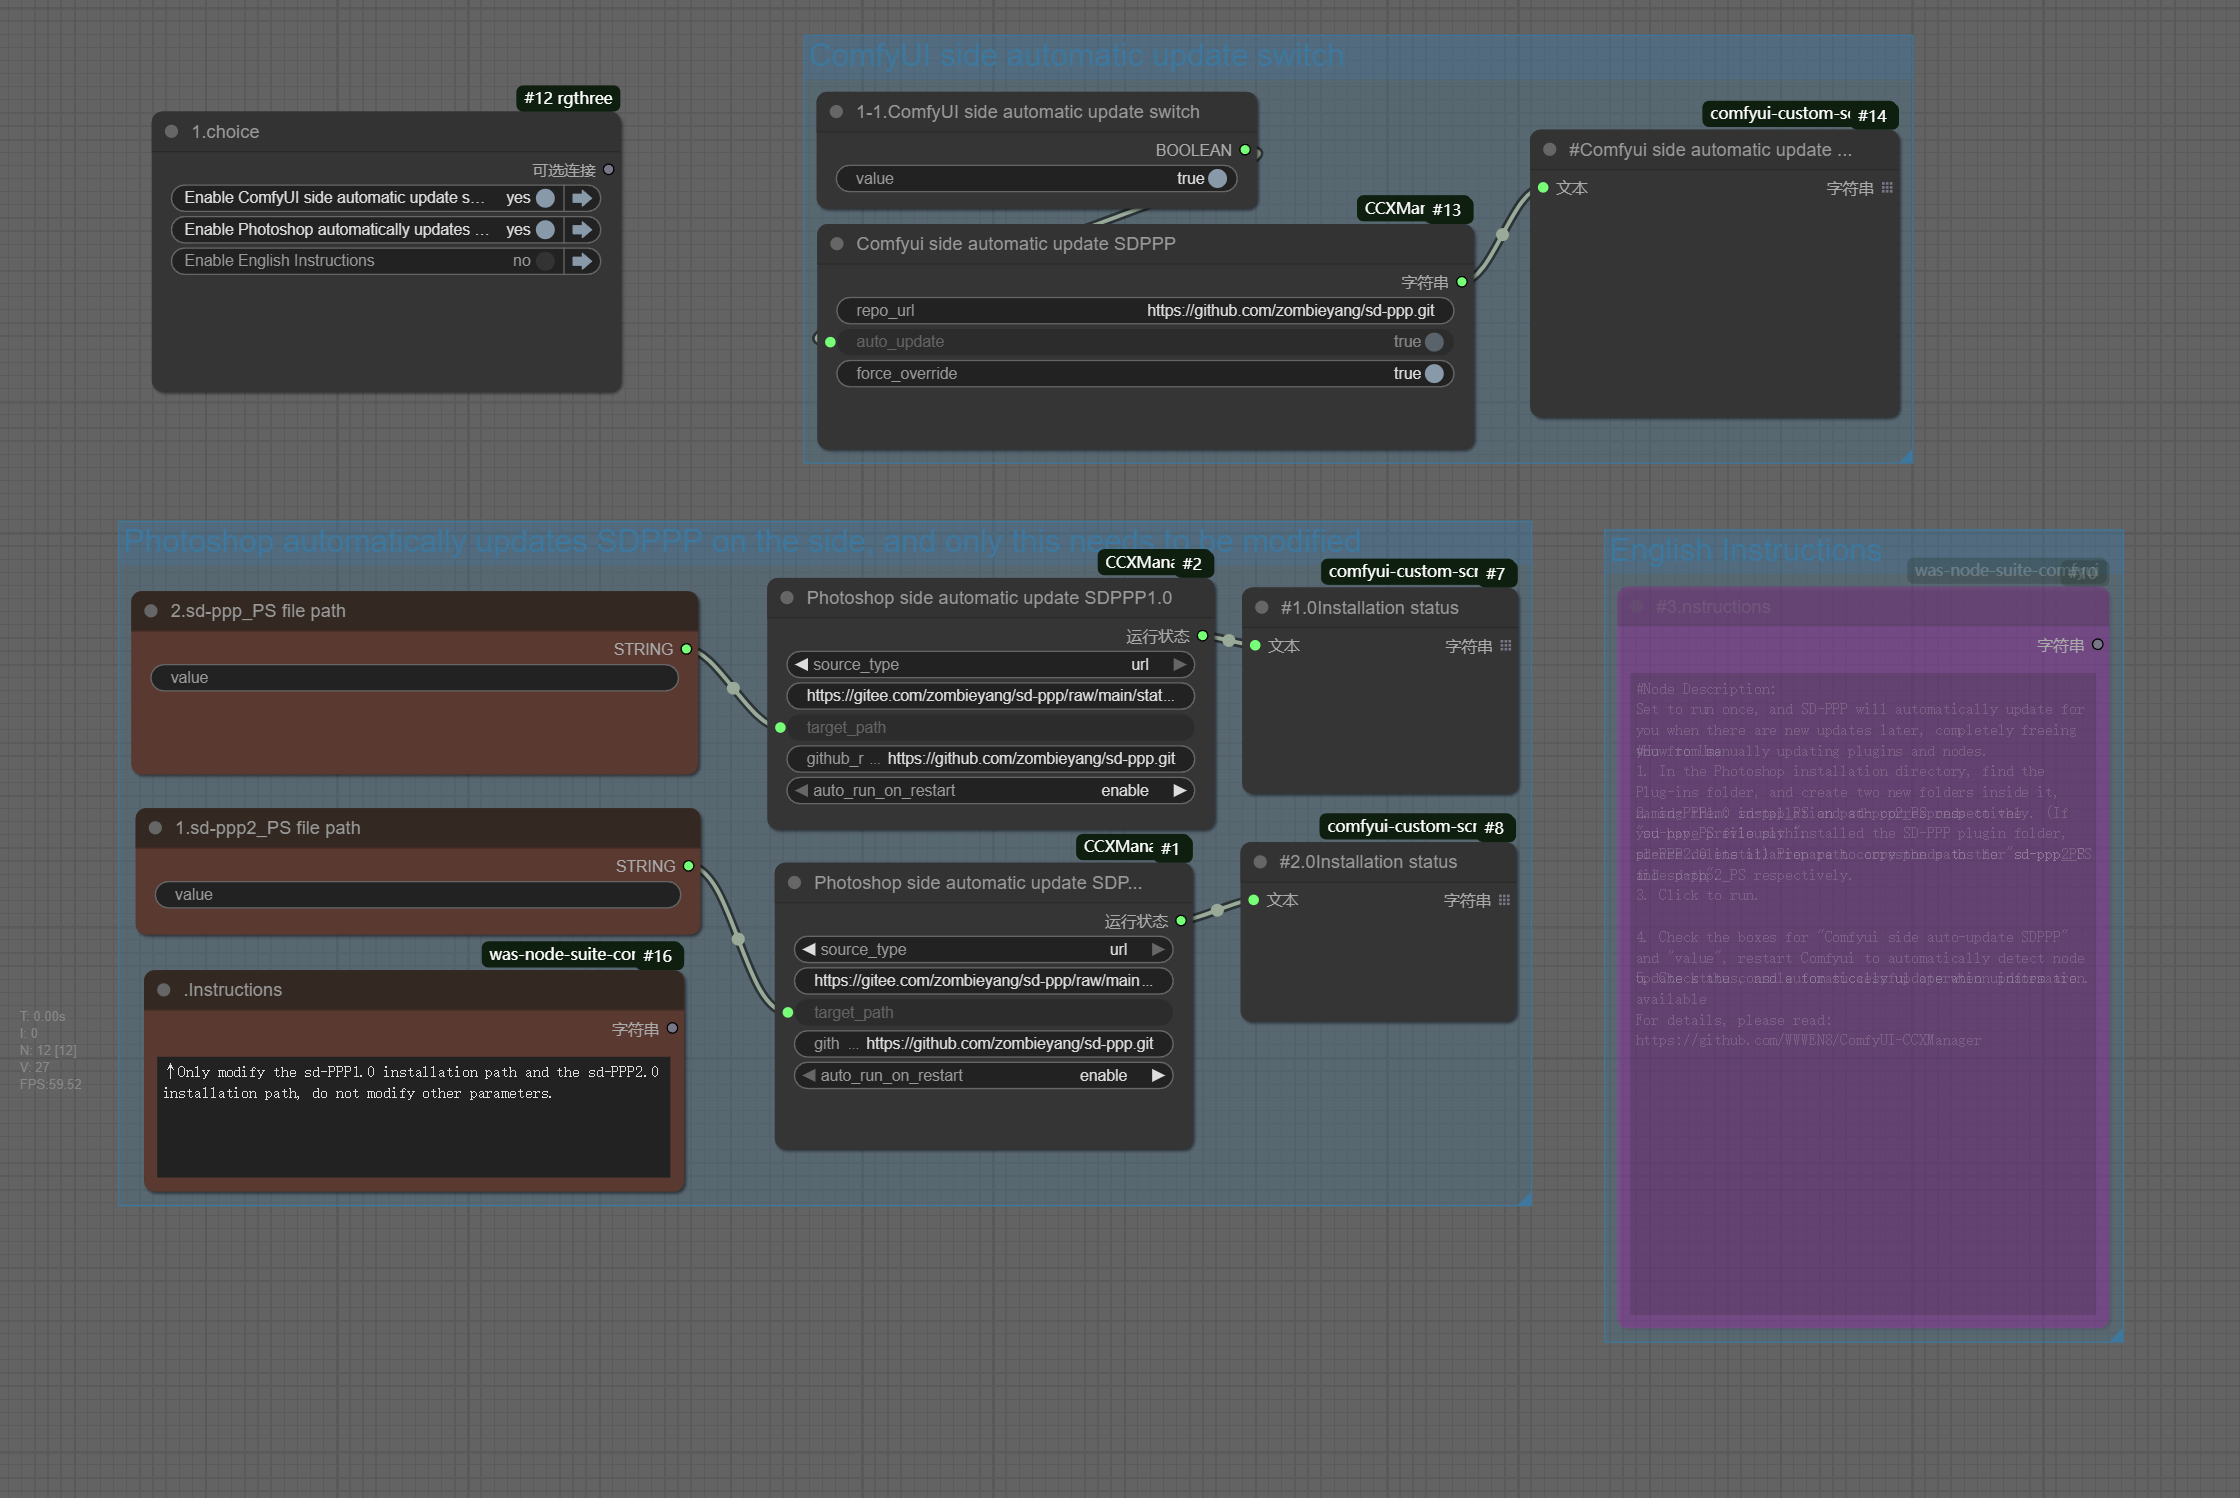 #12 rgthree
1.choice
可选连接
Enable ComfyUI side automatic update s... yes
Enable Photoshop automatically updates ... yes
Enable English Instructions no
ComfyUI side automatic update switch
1-1.ComfyUI side automatic update switch
BOOLEAN
value true
CCXMar #13
Comfyui side automatic update SDPPP
字符串
repo_url https://github.com/zombieyang/sd-ppp.git
auto_update true
force_override true
comfyui-custom-s #14
#Comfyui side automatic update ...
文本 字符串
Photoshop automatically updates SDPPP on the side, and only this needs to be modified
2.sd-ppp_PS file path
STRING
value
1.sd-ppp2_PS file path
STRING
value
was-node-suite-cor #16
.Instructions
字符串
↑Only modify the sd-PPP1.0 installation path and the sd-PPP2.0
installation path, do not modify other parameters.
CCXMana #2
Photoshop side automatic update SDPPP1.0
运行状态
source_type url
https://gitee.com/zombieyang/sd-ppp/raw/main/stat...
target_path
github_r ... https://github.com/zombieyang/sd-ppp.git
auto_run_on_restart enable
CCXMana #1
Photoshop side automatic update SDP...
运行状态
source_type url
https://gitee.com/zombieyang/sd-ppp/raw/main...
target_path
gith ... https://github.com/zombieyang/sd-ppp.git
auto_run_on_restart enable
comfyui-custom-scr #7
#1.0Installation status
文本 字符串
comfyui-custom-scr #8
#2.0Installation status
文本 字符串
English Instructions
was-node-suite-comfyui
#3.nstructions
字符串
#Node Description:
Set to run once, and SD-PPP will automatically update for
you when there are new updates later, completely freeing
manually updating plugins and nodes.
1. In the Photoshop installation directory, find the
Plug-ins folder, and create two new folders inside it,
respectively. (If
installed the SD-PPP plugin folder,
respectively.
3. Click to run.
4. Check the boxes for "Comfyui side auto-update SDPPP"
and "value", restart Comfyui to automatically detect node
available
For details, please read:
https://github.com/WWWEN8/ComfyUI-CCXManager
T: 0.00s
I: 0
N: 12 [12]
V: 27
FPS:59.52